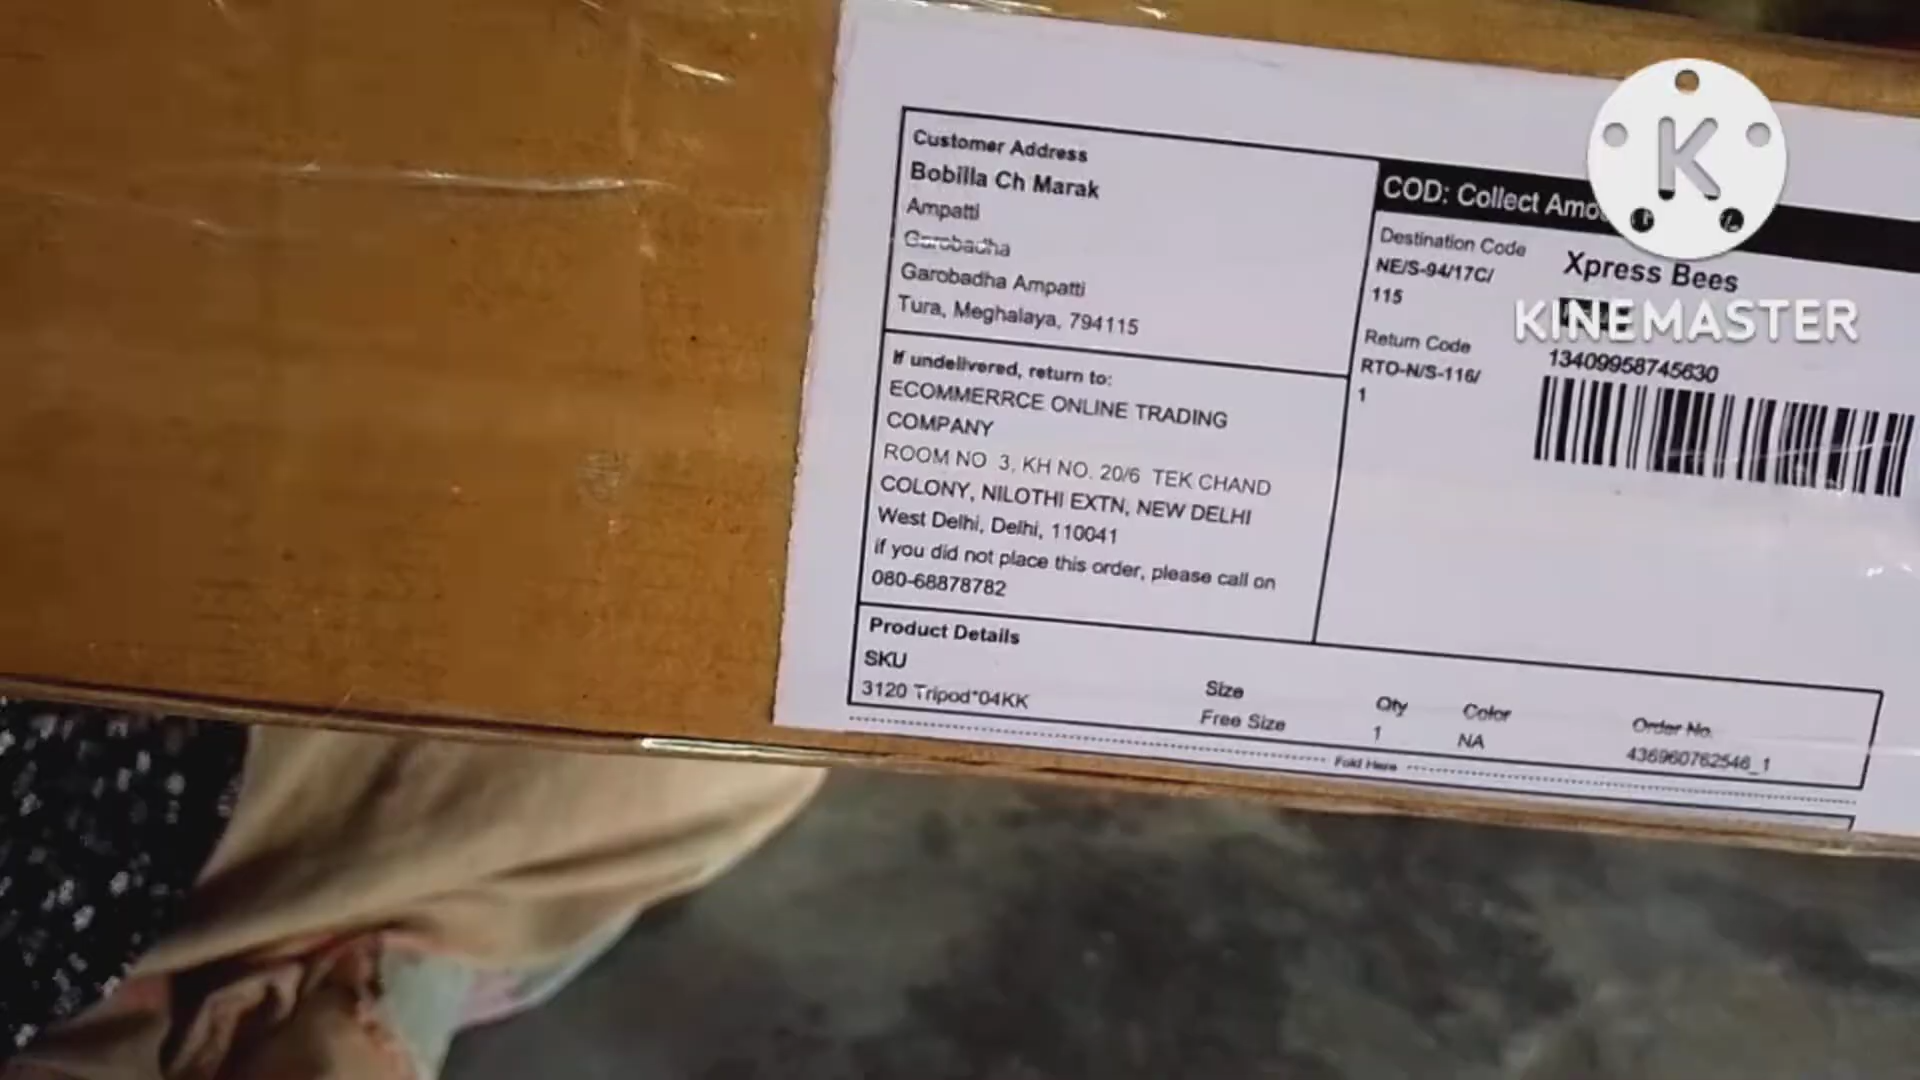 Customer Address
Bobilla Ch Marak
Ampatti
Garobadha
Garobadha Ampatti
Tura, Meghalaya, 794115
If undelivered, return to:
ECOMMERRCE ONLINE TRADING
COMPANY
ROOM NO 3, KH NO. 20/6 TEK CHAND
COLONY, NILOTHI EXTN, NEW DELHI
West Delhi, Delhi, 110041
if you did not place this order, please call on
080-68878782
COD: Collect
Destination Code
NE/S-94/17C/
115
Return Code
RTO-N/S-116/
1
Xpress Bees
13409958745630
K
KINEMASTER
Product Details
SKU Size Qty Color Order No.
3120 Tripod*04KK Free Size 1 NA 436960762546_1
Fold Here